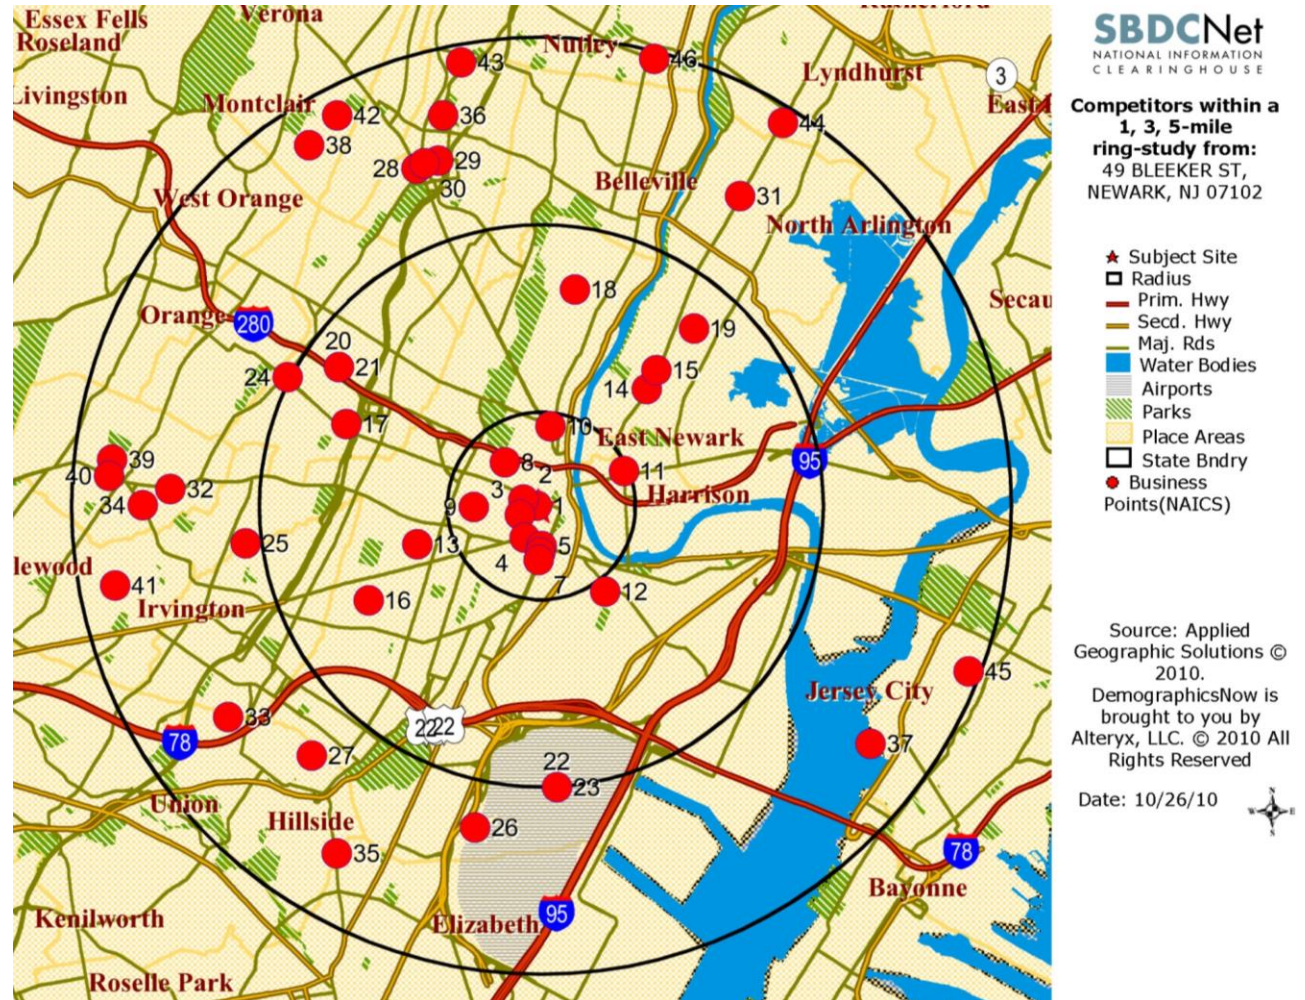 Essex Fells
Verona
Rutherford
Roseland
Nutley
46
43
Lyndhurst
3
Livingston
Montclair
42
36
44
38
28
29
30
West Orange
Belleville
31
North Arlington
18
Secau
Orange
280
19
20
21
24
15
14
17
10
East Newark
8
2
11
95
39
40
3
Harrison
32
34
9
1
25
13
5
4
7
lewood
41
Irvington
16
12
45
Jersey City
33
78
22
22
37
27
22
23
Union
Hillside
26
35
78
Bayonne
Kenilworth
Elizabeth
95
Roselle Park
SBDCNet
NATIONAL INFORMATION
CLEARINGHOUSE
Competitors within a
1, 3, 5-mile
ring-study from:
49 BLEEKER ST,
NEWARK, NJ 07102
Subject Site
Radius
Prim. Hwy
Secd. Hwy
Maj. Rds
Water Bodies
Airports
Parks
Place Areas
State Bndry
Business
Points(NAICS)
Source: Applied
Geographic Solutions ©
2010.
DemographicsNow is
brought to you by
Alteryx, LLC. © 2010 All
Rights Reserved
Date: 10/26/10
N
W
E
S